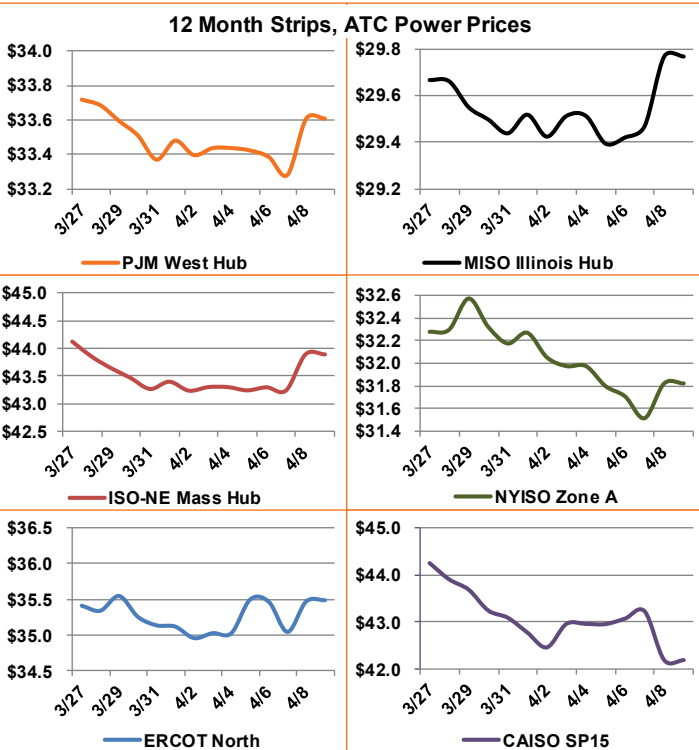 12 Month Strips, ATC Power Prices
$34.0
$33.8
$33.6
$33.4
$33.2
3/27 3/29 3/31 4/2 4/4 4/6 4/8
PJM West Hub
$29.8
$29.6
$29.4
$29.2
3/27 3/29 3/31 4/2 4/4 4/6 4/8
MISO Illinois Hub
$45.0
$44.5
$44.0
$43.5
$43.0
$42.5
3/27 3/29 3/31 4/2 4/4 4/6 4/8
ISO-NE Mass Hub
$32.6
$32.4
$32.2
$32.0
$31.8
$31.6
$31.4
3/27 3/29 3/31 4/2 4/4 4/6 4/8
NYISO Zone A
$36.5
$36.0
$35.5
$35.0
$34.5
3/27 3/29 3/31 4/2 4/4 4/6 4/8
ERCOT North
$45.0
$44.0
$43.0
$42.0
3/27 3/29 3/31 4/2 4/4 4/6 4/8
CAISO SP15